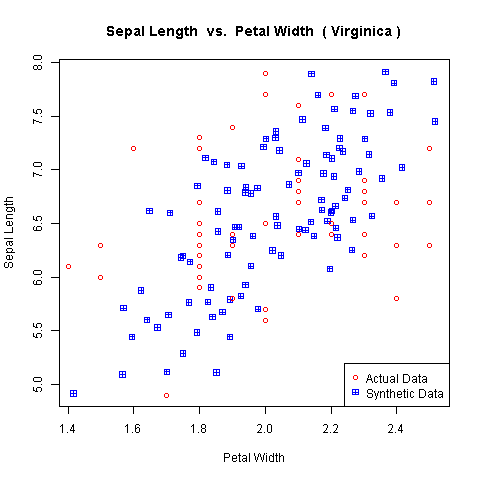 Sepal Length vs. Petal Width ( Virginica )
Sepal Length
8.0
7.5
7.0
6.5
6.0
5.5
5.0
1.4 1.6 1.8 2.0 2.2 2.4
Petal Width
Actual Data
Synthetic Data